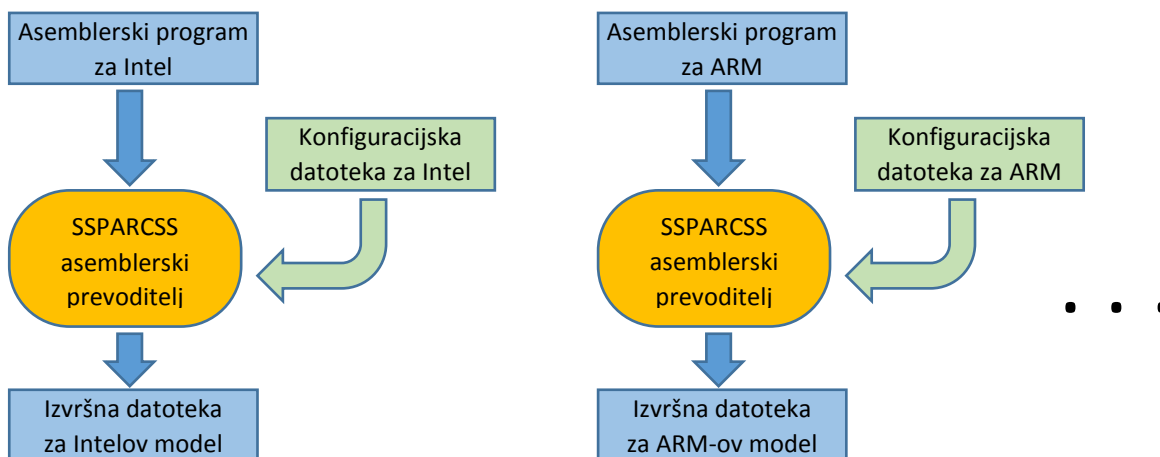 Asemblerski program
za Intel
Konfiguracijska
datoteka za Intel
SSPARCSS
asemblerski
prevoditelj
Izvršna datoteka
za Intelov model
Asemblerski program
za ARM
Konfiguracijska
datoteka za ARM
SSPARCSS
asemblerski
prevoditelj
. . .
Izvršna datoteka
za ARM-ov model